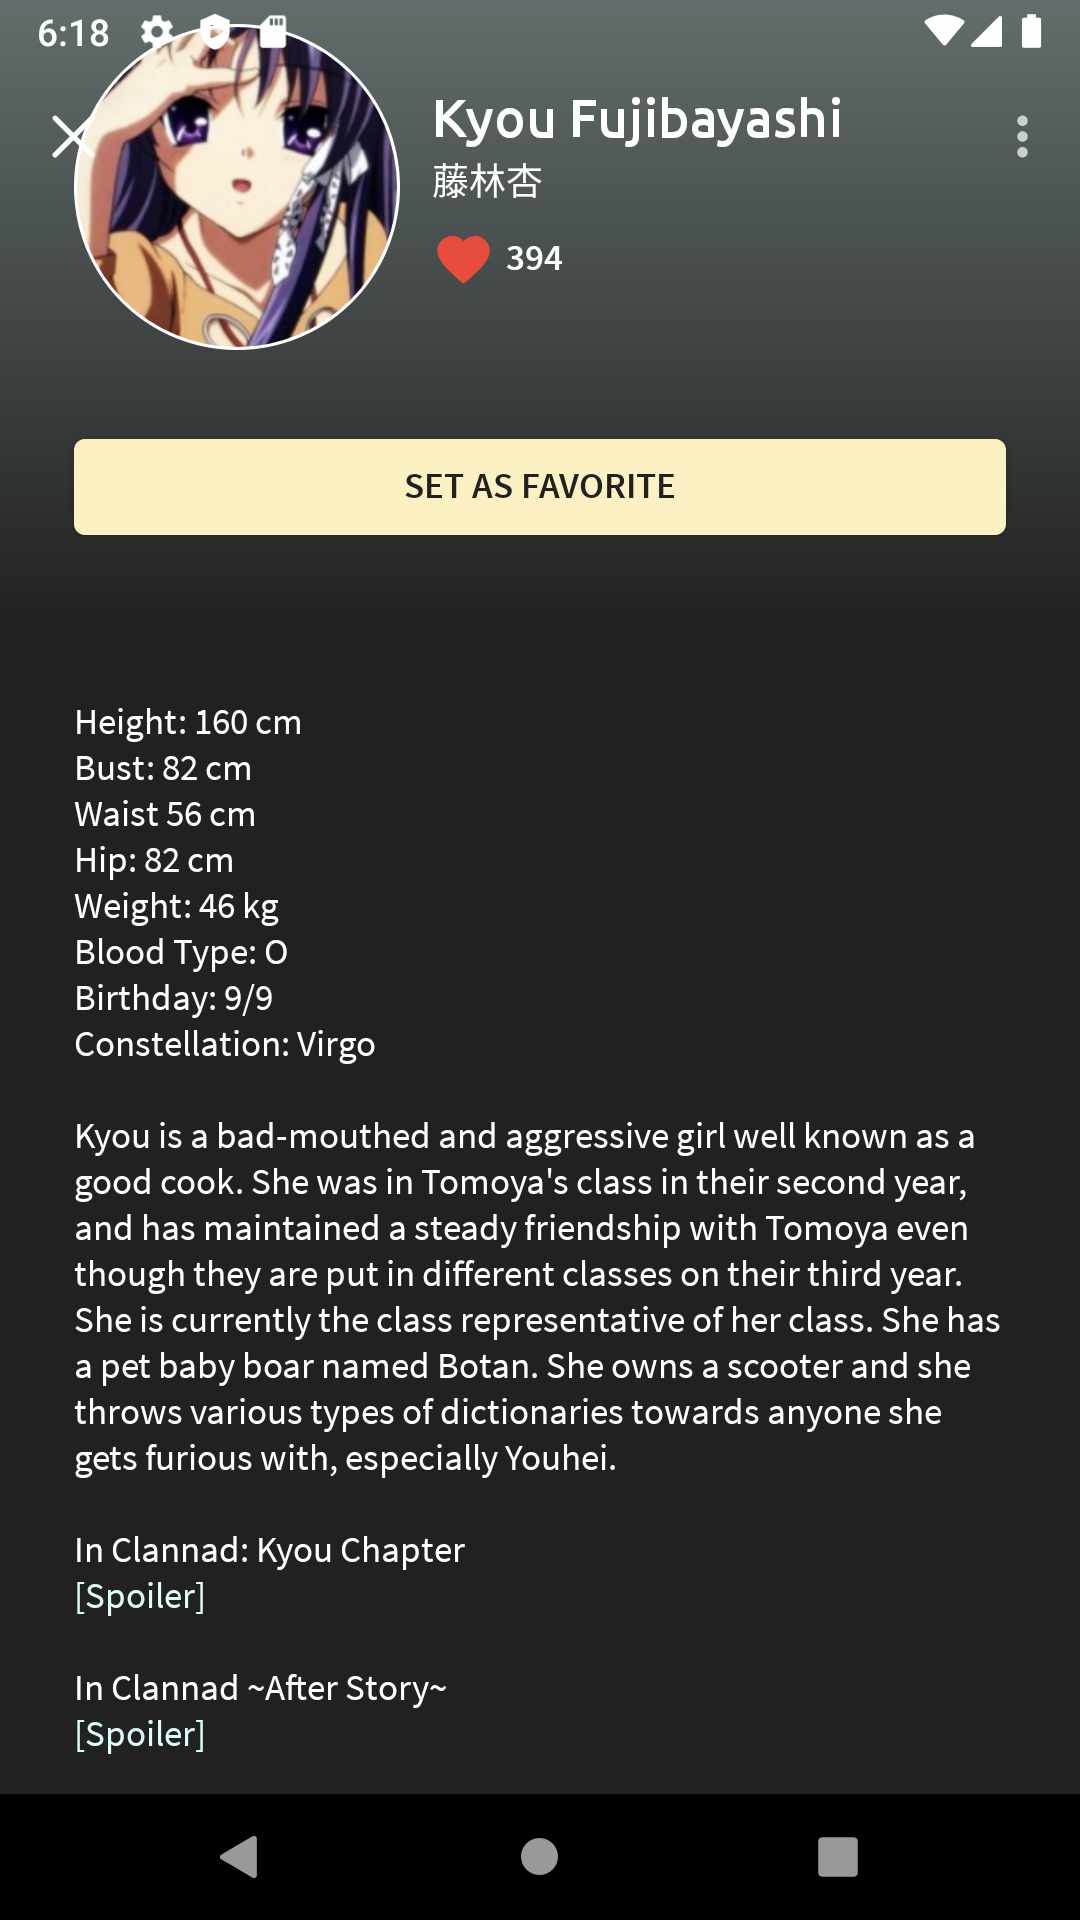 6:18
Kyou Fujibayashi
藤林杏
394
SET AS FAVORITE
Height: 160 cm
Bust: 82 cm
Waist 56 cm
Hip: 82 cm
Weight: 46 kg
Blood Type: O
Birthday: 9/9
Constellation: Virgo
Kyou is a bad-mouthed and aggressive girl well known as a
good cook. She was in Tomoya's class in their second year,
and has maintained a steady friendship with Tomoya even
though they are put in different classes on their third year.
She is currently the class representative of her class. She has
a pet baby boar named Botan. She owns a scooter and she
throws various types of dictionaries towards anyone she
gets furious with, especially Youhei.
In Clannad: Kyou Chapter
[Spoiler]
In Clannad ~After Story~
[Spoiler]